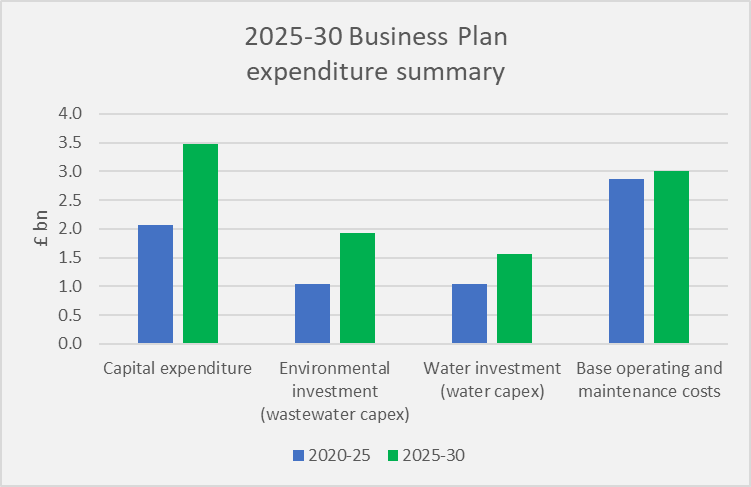 2025-30 Business Plan
expenditure summary
4.0
3.5
3.0
2.5
2.0
1.5
1.0
0.5
0.0
£ bn
Capital expenditure
Environmental
investment
(wastewater capex)
Water investment
(water capex)
Base operating and
maintenance costs
2020-25
2025-30